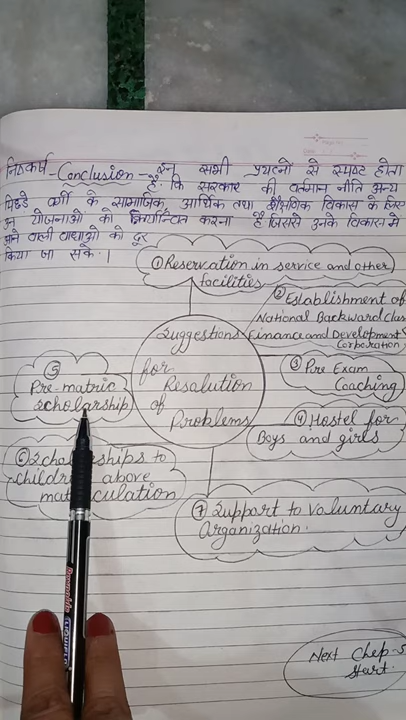 निष्कर्ष - Conclusion - इन सभी प्रयत्नो से स्पष्ट होता
है कि सरकार की वर्तमान नीति अन्य
पिछडे वर्गों के सामाजिक, आर्थिक तथा शैक्षणिक विकास के लिए
उन योजनाओं को क्रियान्वित करना है जिससे उनके विकास में
आने वाली बाधाओं को दूर
किया जा सके।
① Reservation in service and other
facilities
② Establishment of
National Backward Class
Finance and Development
Corporation
Suggestions
for
Resolution
of
Problems
③ Pre Exam
Coaching
④ Hostel for
Boys and girls
⑤
Pre-matric
Scholarship
⑥ Scholarships to
children above
matriculation
⑦ Support to Voluntary
Organization.
Next Chep-5
Start.